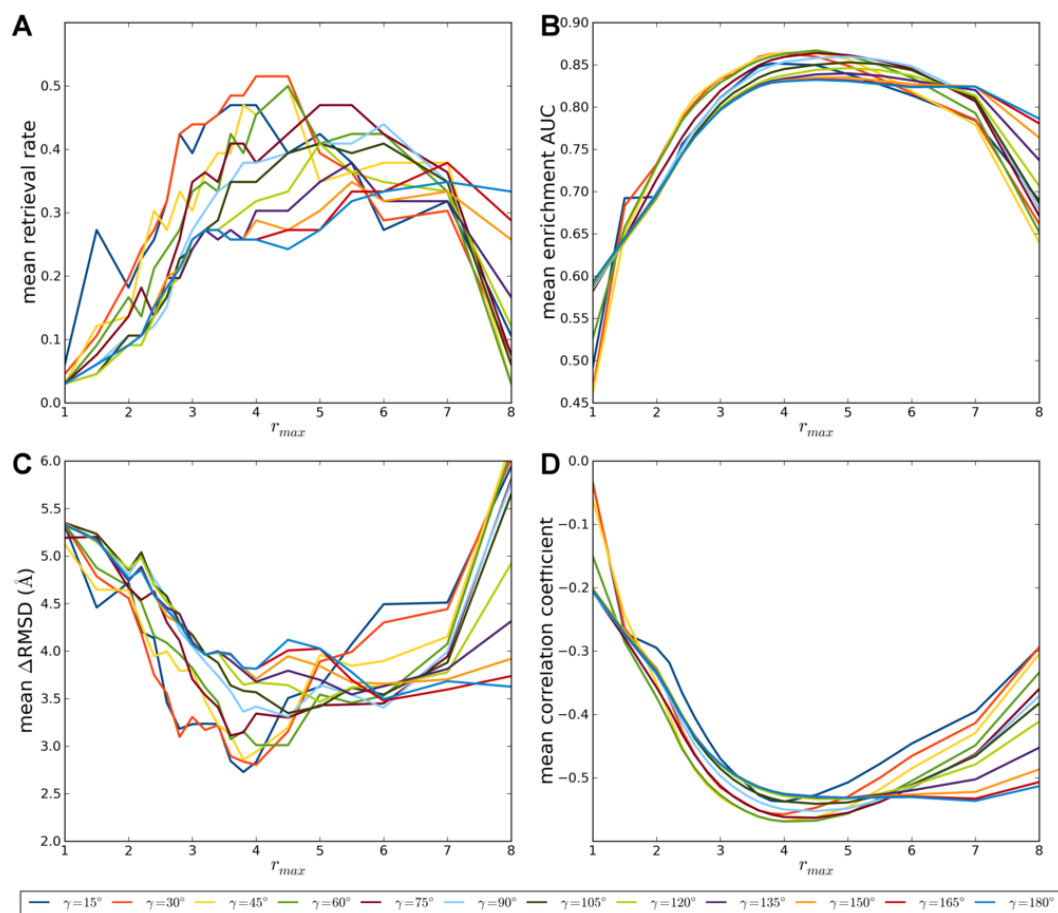 A
mean retrieval rate
0.5
0.4
0.3
0.2
0.1
0.0
1 2 3 4 5 6 7 8
r_max
B
mean enrichment AUC
0.90
0.85
0.80
0.75
0.70
0.65
0.60
0.55
0.50
0.45
1 2 3 4 5 6 7 8
r_max
C
mean ΔRMSD (Å)
6.0
5.5
5.0
4.5
4.0
3.5
3.0
2.5
2.0
1 2 3 4 5 6 7 8
r_max
D
mean correlation coefficient
0.0
−0.1
−0.2
−0.3
−0.4
−0.5
1 2 3 4 5 6 7 8
r_max
γ=15° γ=30° γ=45° γ=60° γ=75° γ=90° γ=105° γ=120° γ=135° γ=150° γ=165° γ=180°